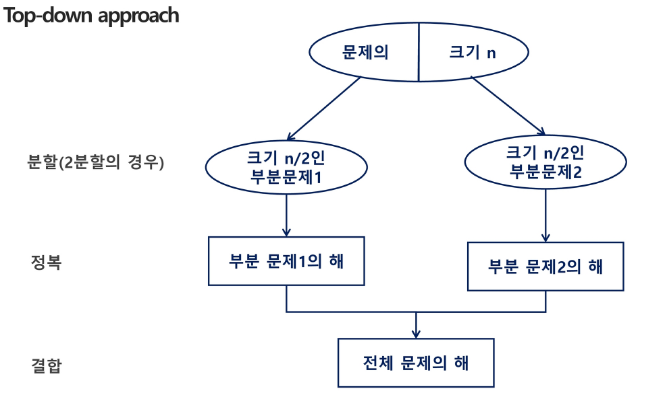 Top-down approach
문제의 크기 n
분할(2분할의 경우)
크기 n/2인
부분문제1
크기 n/2인
부분문제2
정복
부분 문제1의 해
부분 문제2의 해
결합
전체 문제의 해